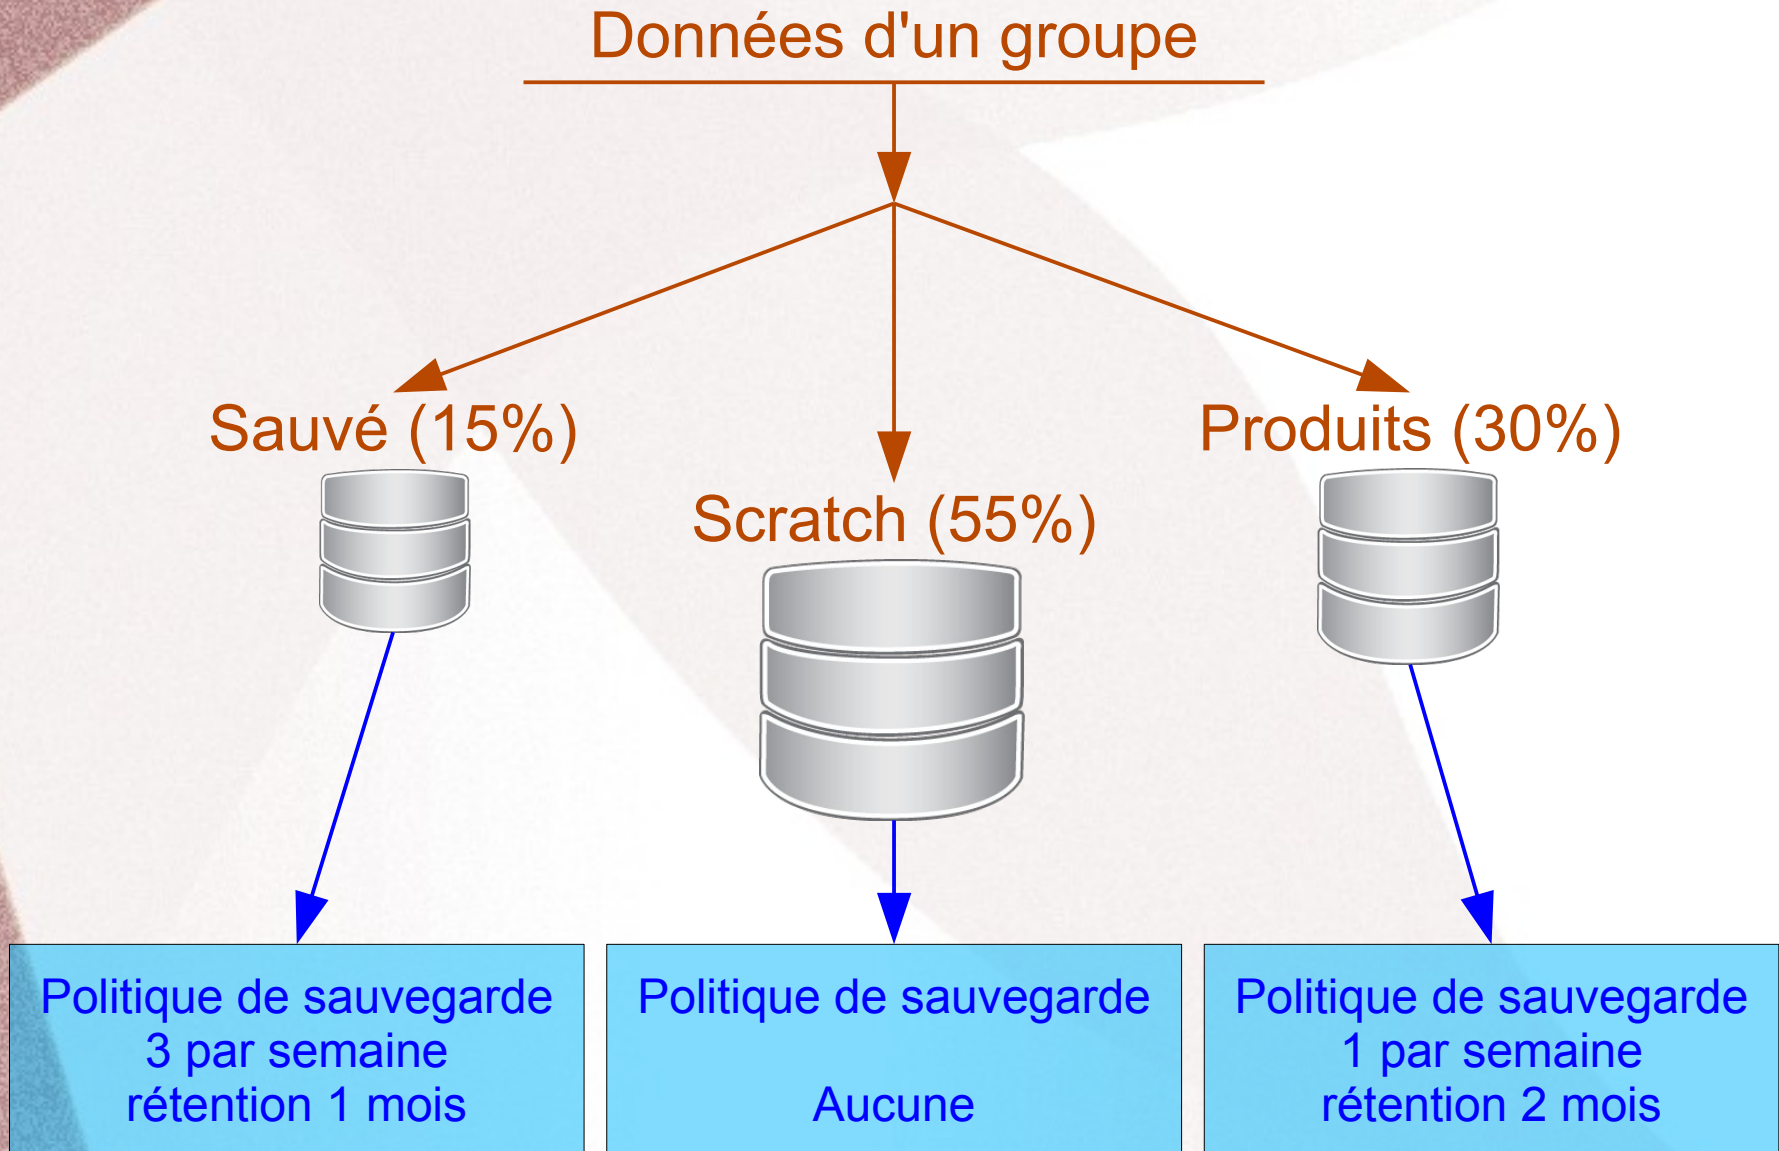 Données d'un groupe
Sauvé (15%)
Scratch (55%)
Produits (30%)
Politique de sauvegarde
3 par semaine
rétention 1 mois
Politique de sauvegarde
Aucune
Politique de sauvegarde
1 par semaine
rétention 2 mois